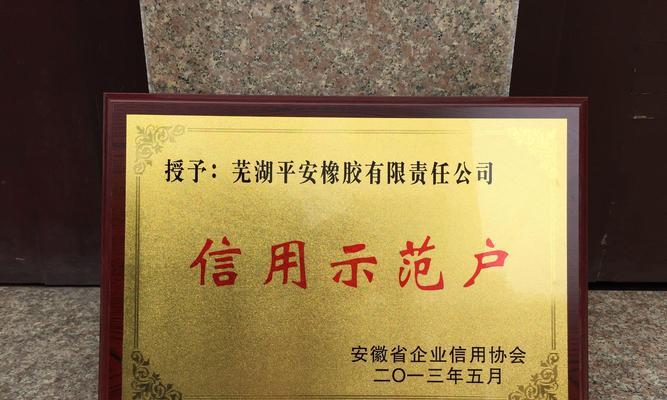 授予：芜湖平安橡胶有限责任公司
信用示范户
安徽省企业信用协会
二〇一三年五月